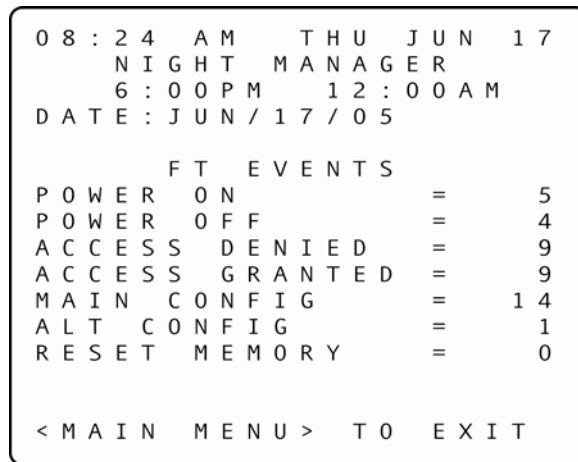 08:24 AM THU JUN 17
NIGHT MANAGER
6:00PM 12:00AM
DATE:JUN/17/05
FT EVENTS
POWER ON = 5
POWER OFF = 4
ACCESS DENIED = 9
ACCESS GRANTED = 9
MAIN CONFIG = 14
ALT CONFIG = 1
RESET MEMORY = 0
<MAIN MENU> TO EXIT